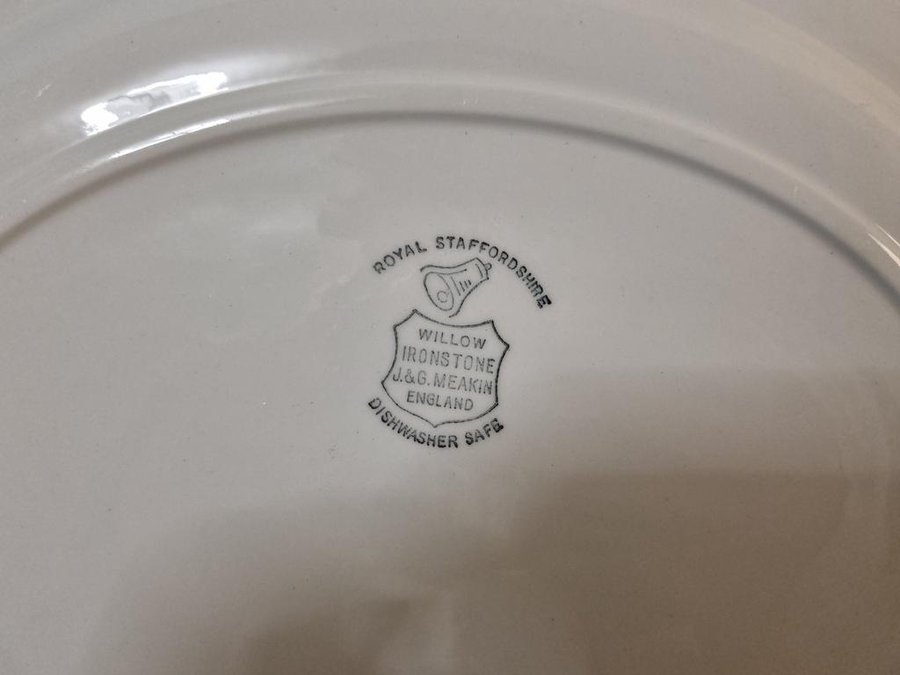 ROYAL STAFFORDSHIRE
WILLOW
IRONSTONE
J.&G. MEAKIN
ENGLAND
DISHWASHER SAFE